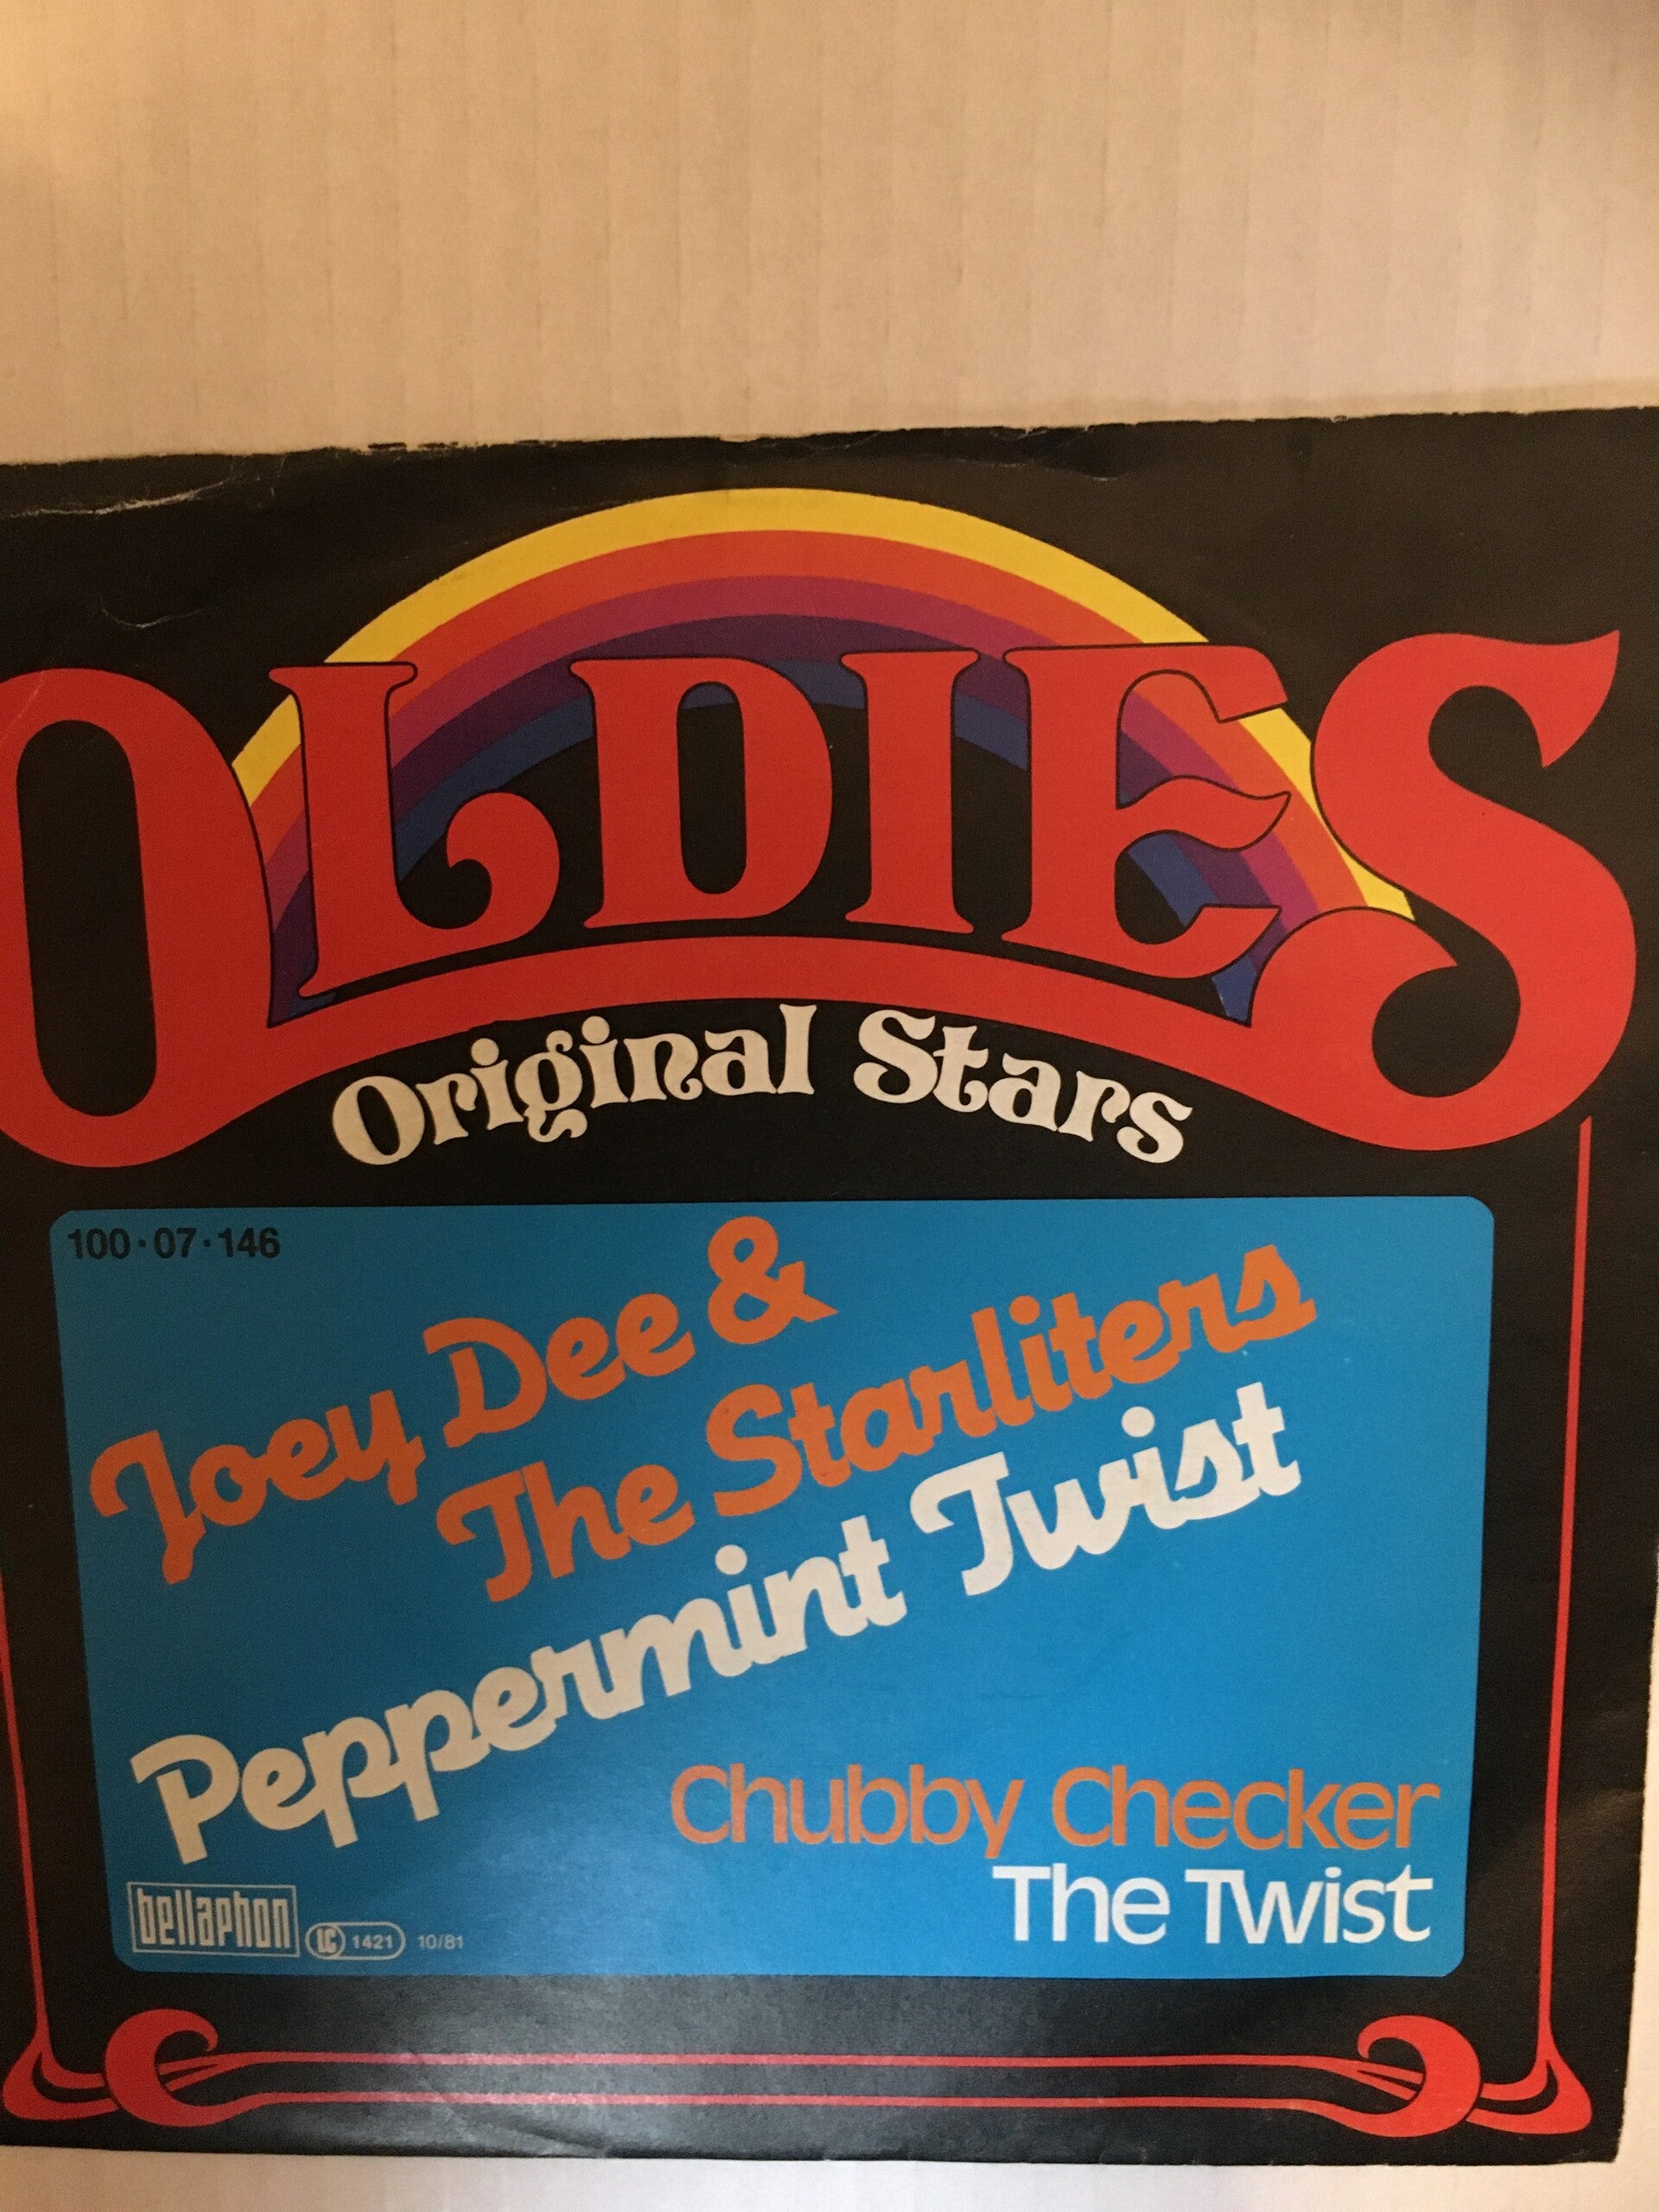 OLDIES
Original Stars
100·07·146
Joey Dee &
The Starliters
Peppermint Twist
Chubby Checker
The Twist
bellaphon LC 1421 10/81